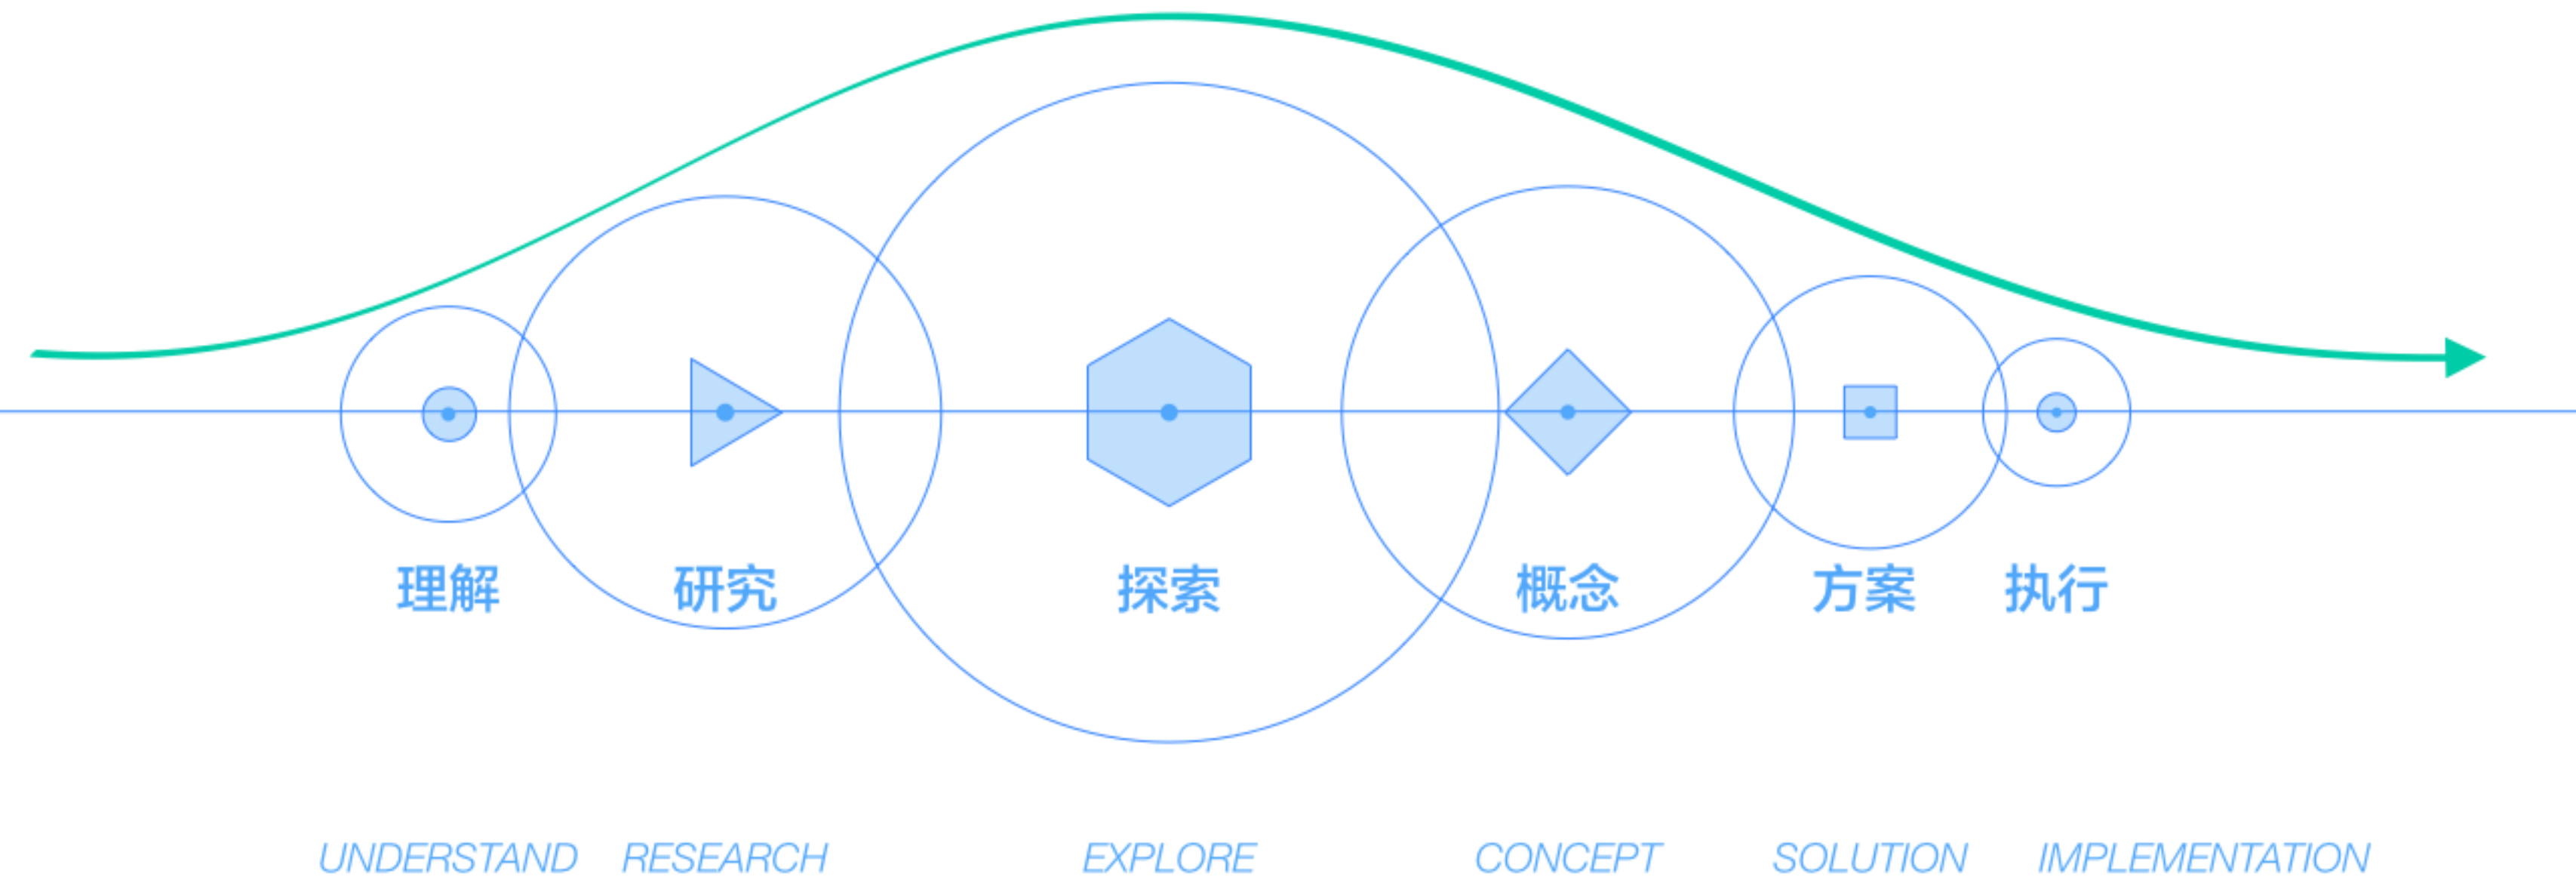 理解 研究 探索 概念 方案 执行
UNDERSTAND RESEARCH EXPLORE CONCEPT SOLUTION IMPLEMENTATION